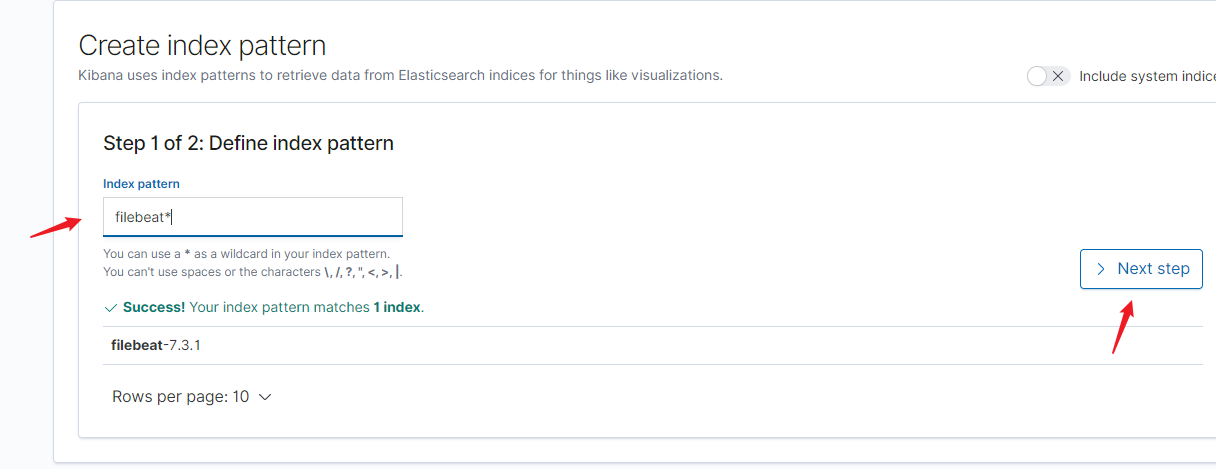 Create index pattern
Kibana uses index patterns to retrieve data from Elasticsearch indices for things like visualizations.
Include system indice
Step 1 of 2: Define index pattern
Index pattern
filebeat*
You can use a * as a wildcard in your index pattern.
You can't use spaces or the characters \, /, ?, ", <, >, |.
Next step
Success! Your index pattern matches 1 index.
filebeat-7.3.1
Rows per page: 10